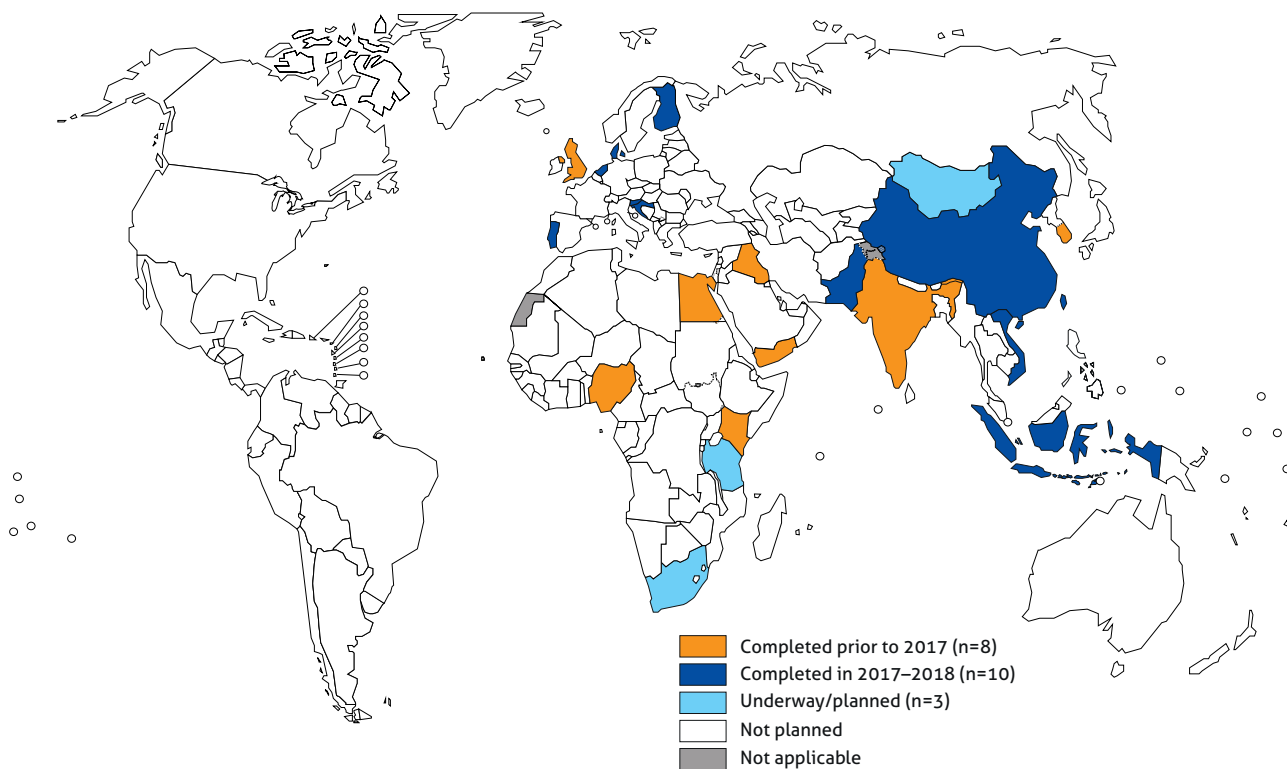 Completed prior to 2017 (n=8)
Completed in 2017–2018 (n=10)
Underway/planned (n=3)
Not planned
Not applicable